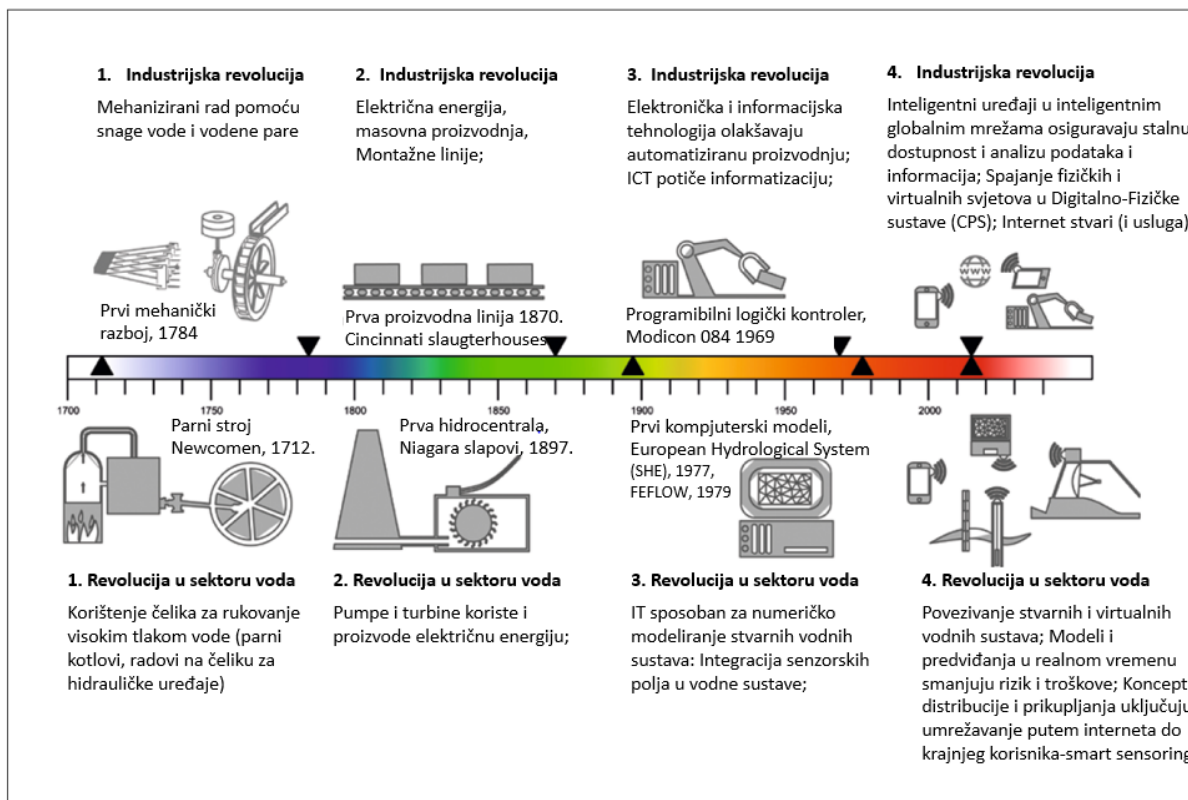 1. Industrijska revolucija
Mehanizirani rad pomoću
snage vode i vodene pare
2. Industrijska revolucija
Električna energija,
masovna proizvodnja,
Montažne linije;
3. Industrijska revolucija
Elektronička i informacijska
tehnologija olakšavaju
automatiziranu proizvodnju;
ICT potiče informatizaciju;
4. Industrijska revolucija
Inteligentni uređaji u inteligentnim
globalnim mrežama osiguravaju stalnu
dostupnost i analizu podataka i
informacija; Spajanje fizičkih i
virtualnih svjetova u Digitalno-Fizičke
sustave (CPS); Internet stvari (i usluga)
Prvi mehanički
razboj, 1784
Prva proizvodna linija 1870.
Cincinnati slaugterhouses
Programibilni logički kontroler,
Modicon 084 1969
www
1700 1750 1800 1850 1900 1950 2000
Parni stroj
Newcomen, 1712.
Prva hidrocentrala,
Niagara slapovi, 1897.
Prvi kompjuterski modeli,
European Hydrological System
(SHE), 1977,
FEFLOW, 1979
1. Revolucija u sektoru voda
Korištenje čelika za rukovanje
visokim tlakom vode (parni
kotlovi, radovi na čeliku za
hidrauličke uređaje)
2. Revolucija u sektoru voda
Pumpe i turbine koriste i
proizvode električnu energiju;
3. Revolucija u sektoru voda
IT sposoban za numeričko
modeliranje stvarnih vodnih
sustava: Integracija senzorskih
polja u vodne sustave;
4. Revolucija u sektoru voda
Povezivanje stvarnih i virtualnih
vodnih sustava; Modeli i
predviđanja u realnom vremenu
smanjuju rizik i troškove; Koncept
distribucije i prikupljanja uključuju
umrežavanje putem interneta do
krajnjeg korisnika-smart sensoring